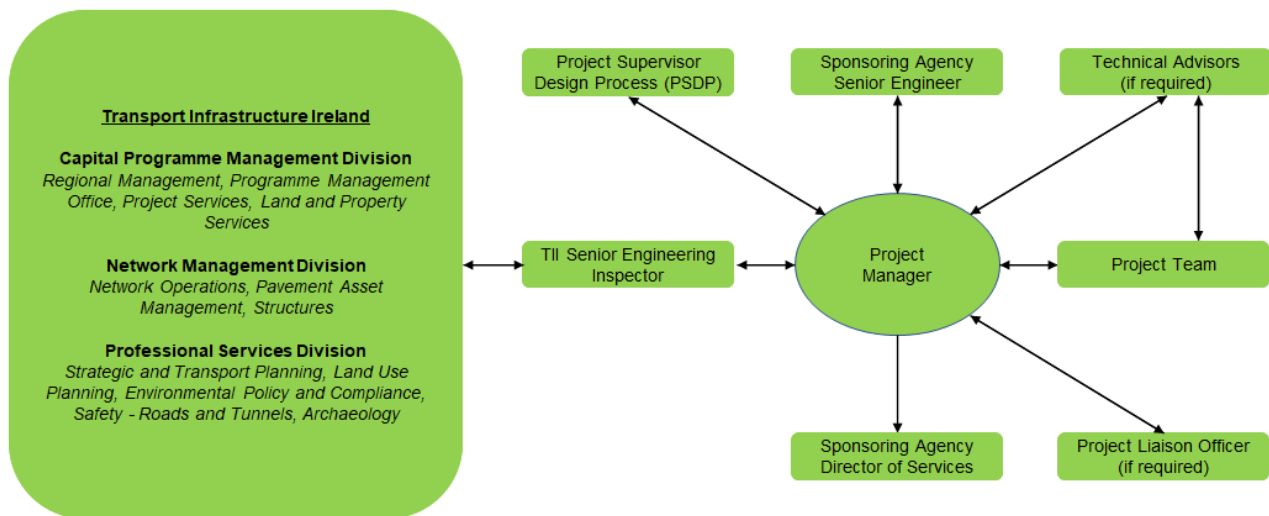 Transport Infrastructure Ireland
Capital Programme Management Division
Regional Management, Programme Management
Office, Project Services, Land and Property
Services
Network Management Division
Network Operations, Pavement Asset
Management, Structures
Professional Services Division
Strategic and Transport Planning, Land Use
Planning, Environmental Policy and Compliance,
Safety - Roads and Tunnels, Archaeology
Project Supervisor
Design Process (PSDP)
Sponsoring Agency
Senior Engineer
Technical Advisors
(if required)
TII Senior Engineering
Inspector
Project
Manager
Project Team
Sponsoring Agency
Director of Services
Project Liaison Officer
(if required)